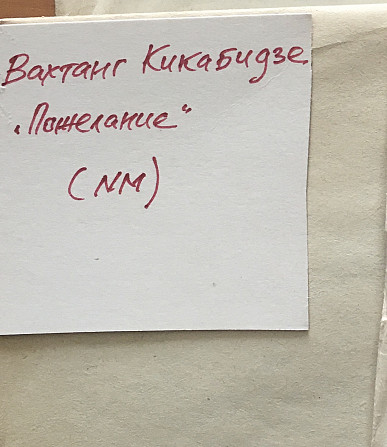 Вахтанг Кикабидзе
„Пожелание“
(NM)